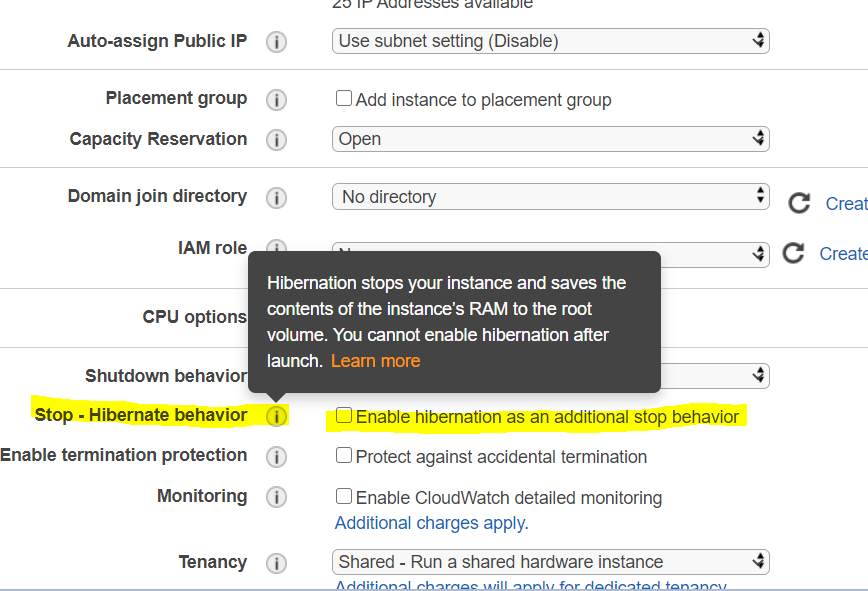 25 IP Addresses available
Auto-assign Public IP i Use subnet setting (Disable)
Placement group i Add instance to placement group
Capacity Reservation i Open
Domain join directory i No directory Creat
IAM role i Create
Hibernation stops your instance and saves the
contents of the instance's RAM to the root
volume. You cannot enable hibernation after
launch. Learn more
CPU options
Shutdown behavior
Stop - Hibernate behavior i Enable hibernation as an additional stop behavior
Enable termination protection i Protect against accidental termination
Monitoring i Enable CloudWatch detailed monitoring
Additional charges apply.
Tenancy i Shared - Run a shared hardware instance
Additional charges will apply for dedicated tenancy